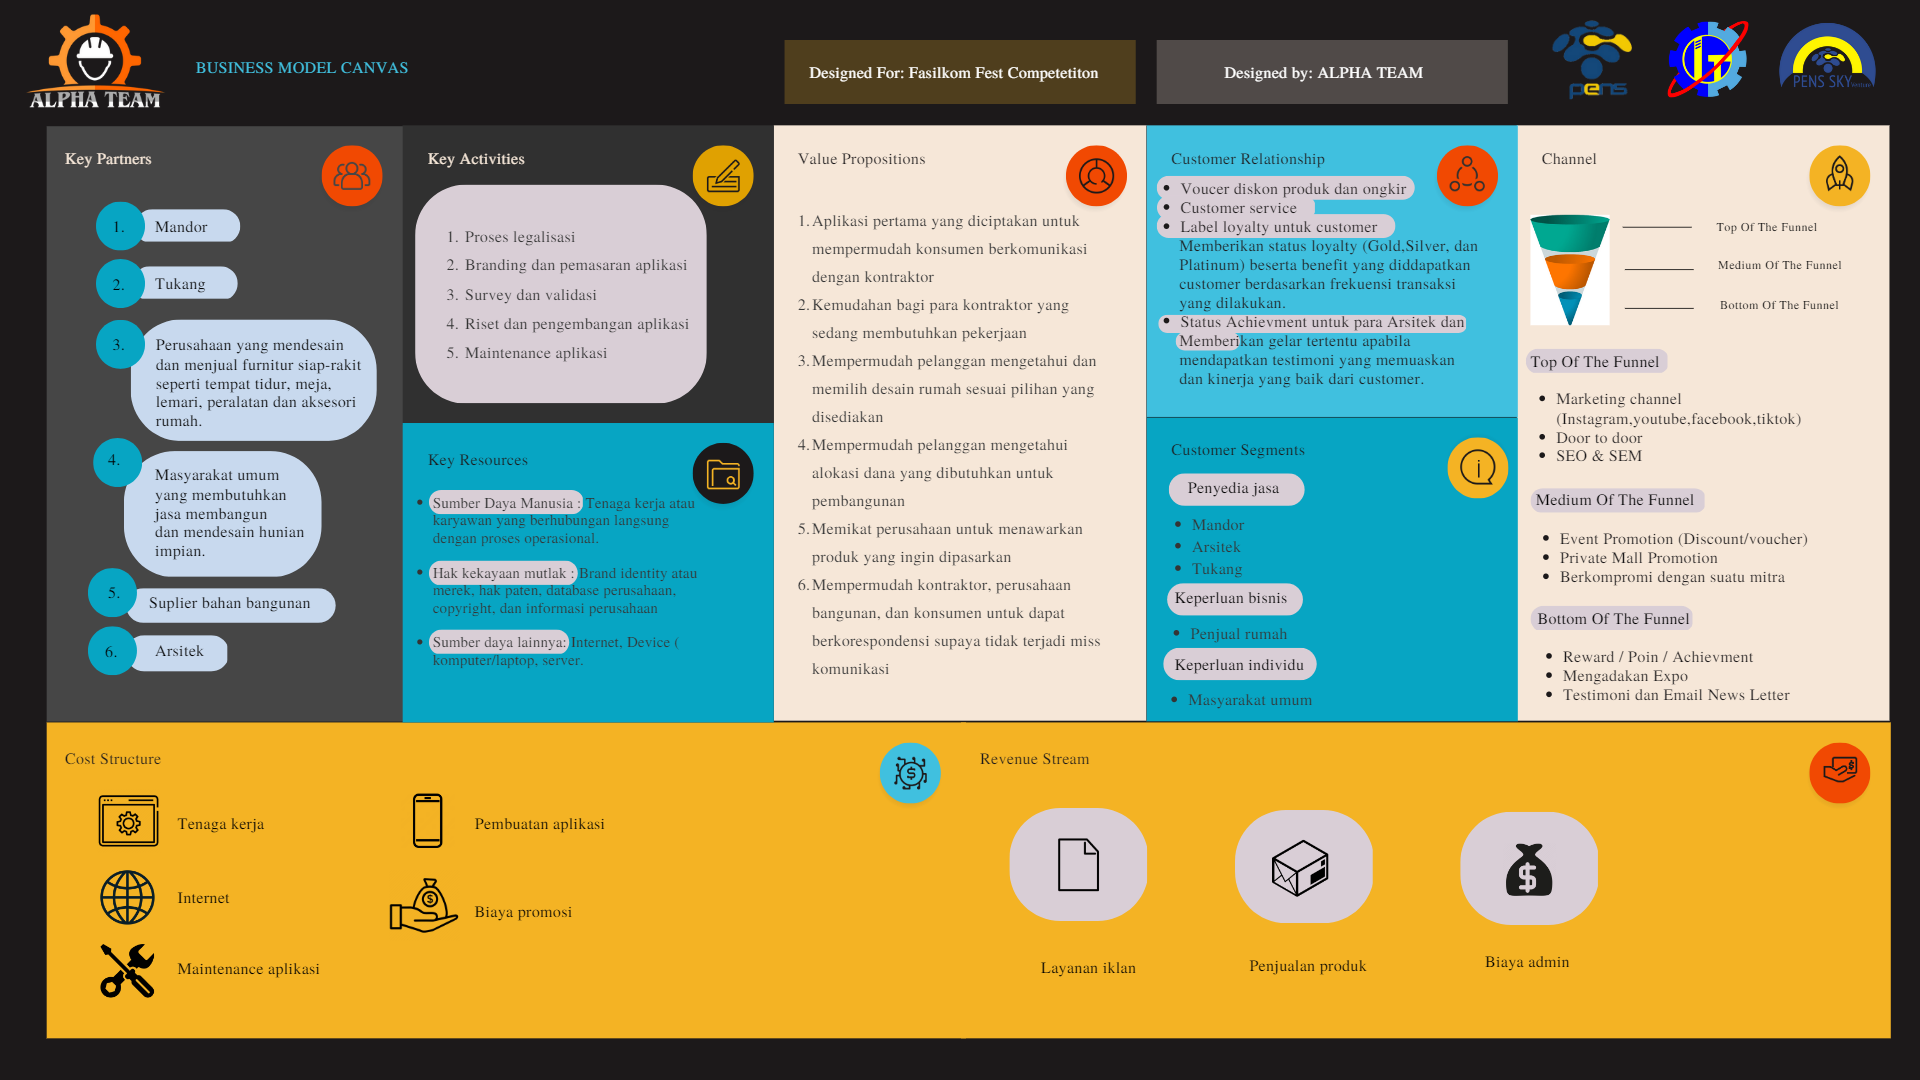 ALPHA TEAM
BUSINESS MODEL CANVAS
Designed For: Fasilkom Fest Competetiton
Designed by: ALPHA TEAM
pens
IT
PENS SKY
Key Partners
1. Mandor
2. Tukang
3. Perusahaan yang mendesain
dan menjual furnitur siap-rakit
seperti tempat tidur, meja,
lemari, peralatan dan aksesori
rumah.
4. Masyarakat umum
yang membutuhkan
jasa membangun
dan mendesain hunian
impian.
5. Suplier bahan bangunan
6. Arsitek
Key Activities
1. Proses legalisasi
2. Branding dan pemasaran aplikasi
3. Survey dan validasi
4. Riset dan pengembangan aplikasi
5. Maintenance aplikasi
Key Resources
• Sumber Daya Manusia : Tenaga kerja atau
karyawan yang berhubungan langsung
dengan proses operasional.
• Hak kekayaan mutlak : Brand identity atau
merek, hak paten, database perusahaan,
copyright, dan informasi perusahaan
• Sumber daya lainnya: Internet, Device (
komputer/laptop, server.
Value Propositions
1. Aplikasi pertama yang diciptakan untuk
mempermudah konsumen berkomunikasi
dengan kontraktor
2. Kemudahan bagi para kontraktor yang
sedang membutuhkan pekerjaan
3. Mempermudah pelanggan mengetahui dan
memilih desain rumah sesuai pilihan yang
disediakan
4. Mempermudah pelanggan mengetahui
alokasi dana yang dibutuhkan untuk
pembangunan
5. Memikat perusahaan untuk menawarkan
produk yang ingin dipasarkan
6. Mempermudah kontraktor, perusahaan
bangunan, dan konsumen untuk dapat
berkorespondensi supaya tidak terjadi miss
komunikasi
Customer Relationship
• Voucer diskon produk dan ongkir
• Customer service
• Label loyality untuk customer
Memberikan status loyalty (Gold,Silver, dan
Platinum) beserta benefit yang diddapatkan
customer berdasarkan frekuensi transaksi
yang dilakukan.
• Status Achievment untuk para Arsitek dan
Memberikan gelar tertentu apabila
mendapatkan testimoni yang memuaskan
dan kinerja yang baik dari customer.
Customer Segments
Penyedia jasa
• Mandor
• Arsitek
• Tukang
Keperluan bisnis
• Penjual rumah
Keperluan individu
• Masyarakat umum
Channel
Top Of The Funnel
Medium Of The Funnel
Bottom Of The Funnel
Top Of The Funnel
• Marketing channel
(Instagram,youtube,facebook,tiktok)
• Door to door
• SEO & SEM
Medium Of The Funnel
• Event Promotion (Discount/voucher)
• Private Mall Promotion
• Berkompromi dengan suatu mitra
Bottom Of The Funnel
• Reward / Poin / Achievment
• Mengadakan Expo
• Testimoni dan Email News Letter
Cost Structure
Tenaga kerja
Pembuatan aplikasi
Internet
Biaya promosi
Maintenance aplikasi
Revenue Stream
Layanan iklan
Penjualan produk
Biaya admin